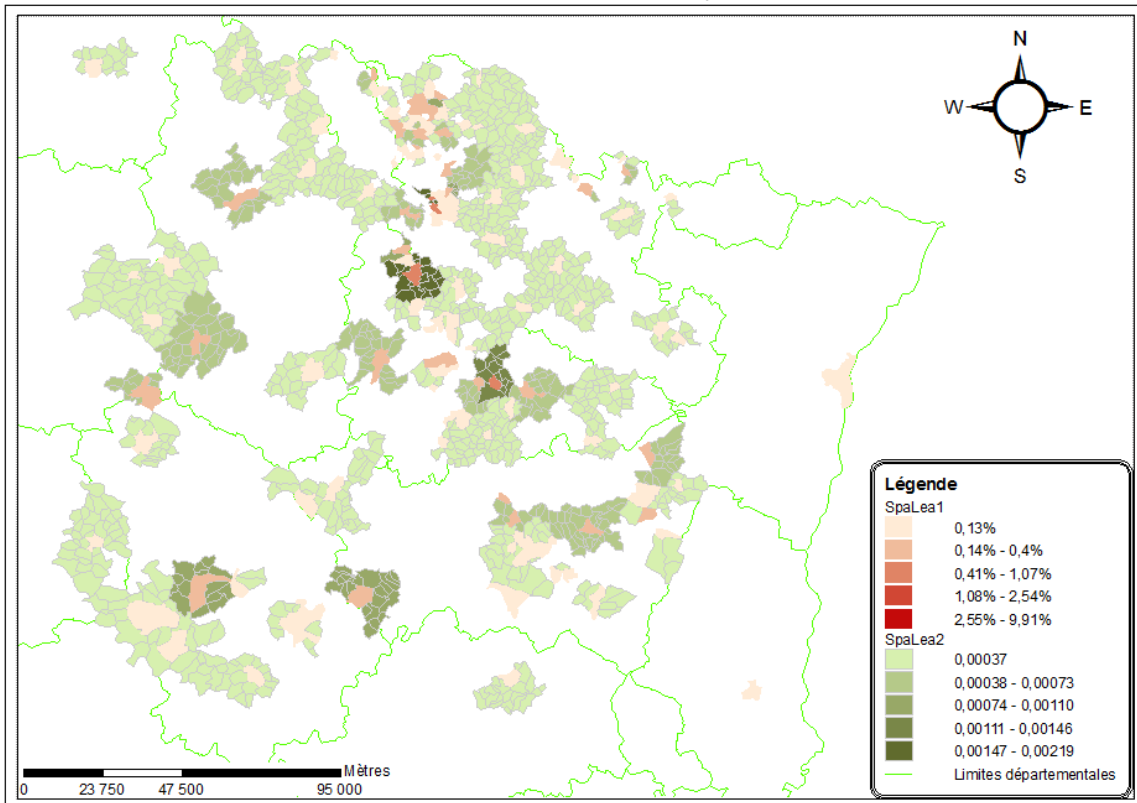 N
W E
S
Légende
SpaLea1
0,13%
0,14% - 0,4%
0,41% - 1,07%
1,08% - 2,54%
2,55% - 9,91%
SpaLea2
0,00037
0,00038 - 0,00073
0,00074 - 0,00110
0,00111 - 0,00146
0,00147 - 0,00219
Limites départementales
Mètres
0 23 750 47 500 95 000